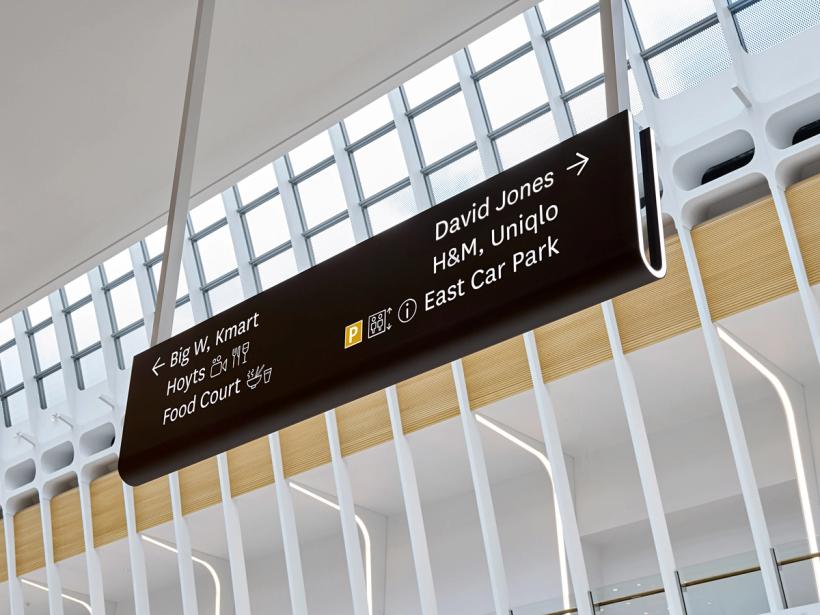 ← Big W, Kmart
Hoyts
Food Court
David Jones →
H&M, Uniqlo
P i East Car Park